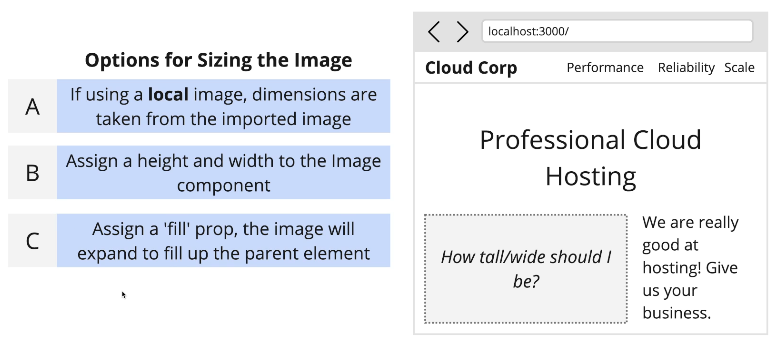 Options for Sizing the Image
A
If using a local image, dimensions are
taken from the imported image
B
Assign a height and width to the Image
component
C
Assign a 'fill' prop, the image will
expand to fill up the parent element
localhost:3000/
Cloud Corp
Performance Reliability Scale
Professional Cloud
Hosting
How tall/wide should I
be?
We are really
good at
hosting! Give
us your
business.